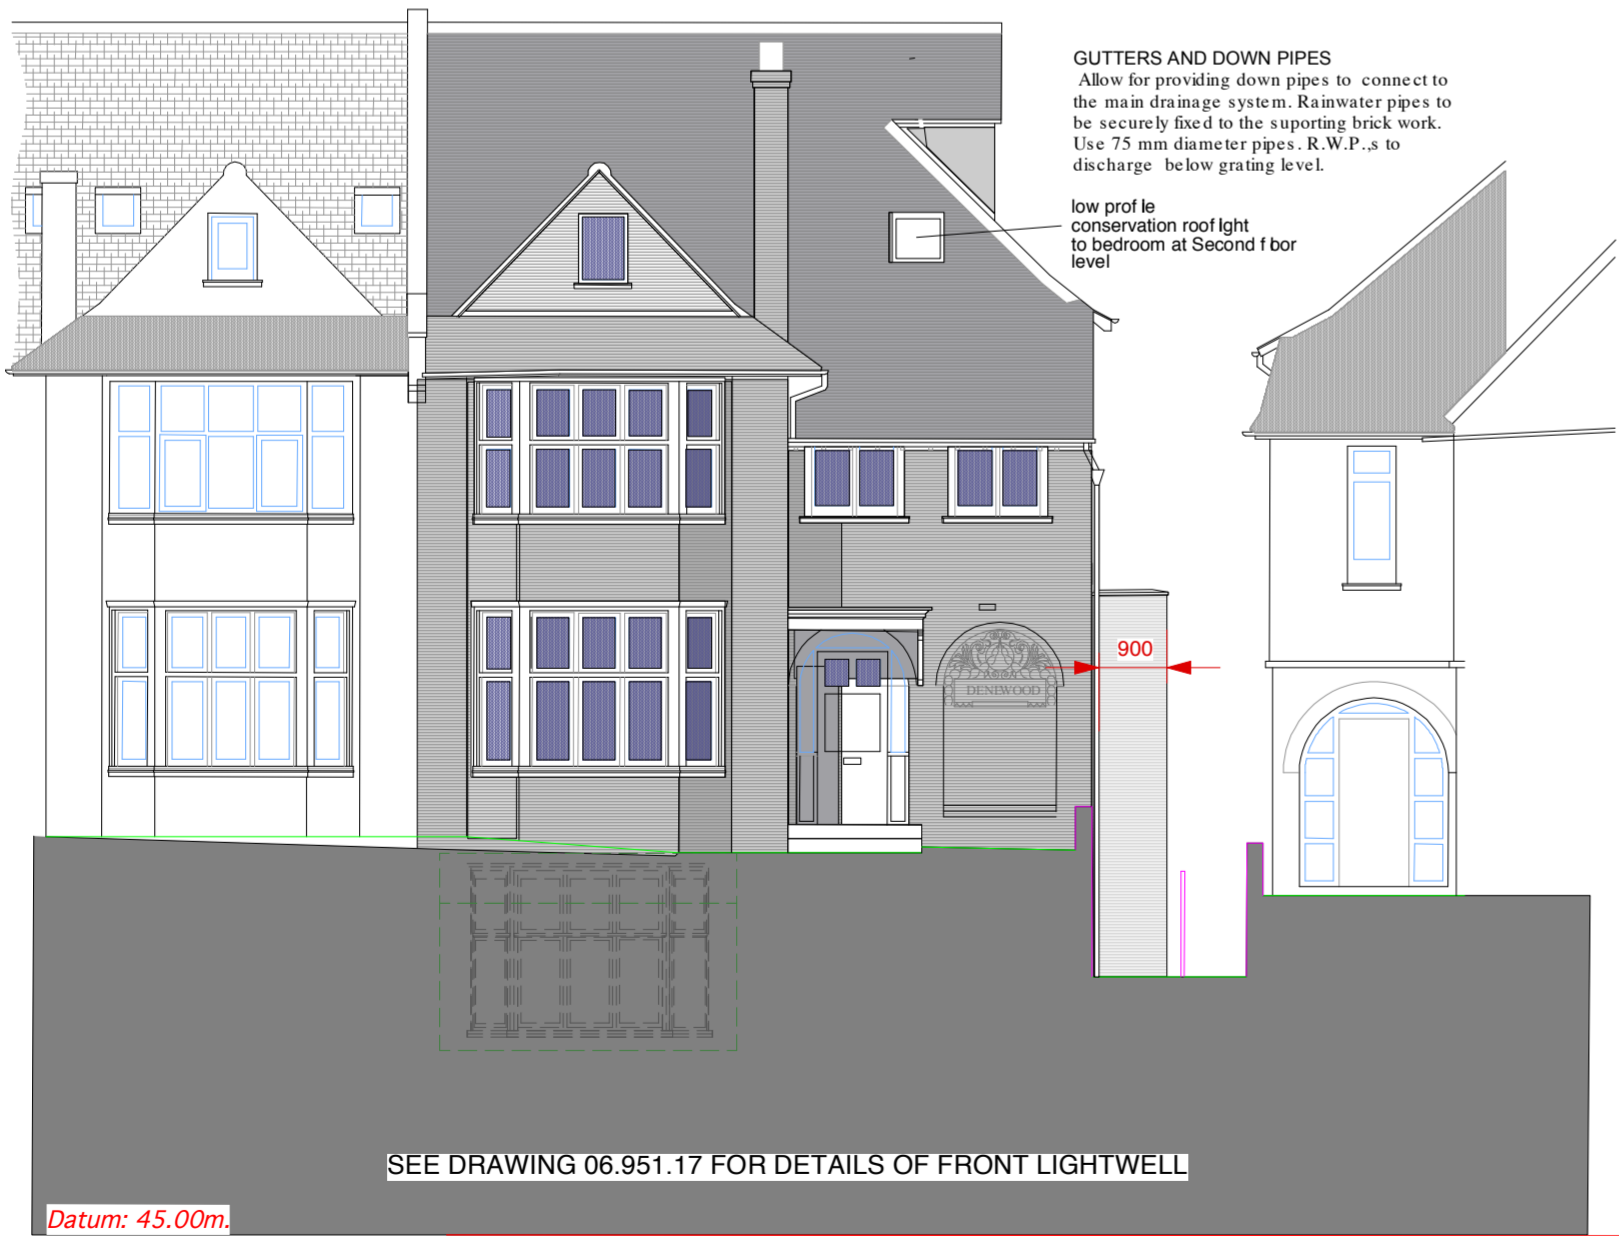 GUTTERS AND DOWN PIPES
Allow for providing down pipes to connect to
the main drainage system. Rainwater pipes to
be securely fixed to the suporting brick work.
Use 75 mm diameter pipes. R.W.P.,s to
discharge below grating level.
low prof le
conservation roof lght
to bedroom at Second f bor
level
900
DENEWOOD
SEE DRAWING 06.951.17 FOR DETAILS OF FRONT LIGHTWELL
Datum: 45.00m.